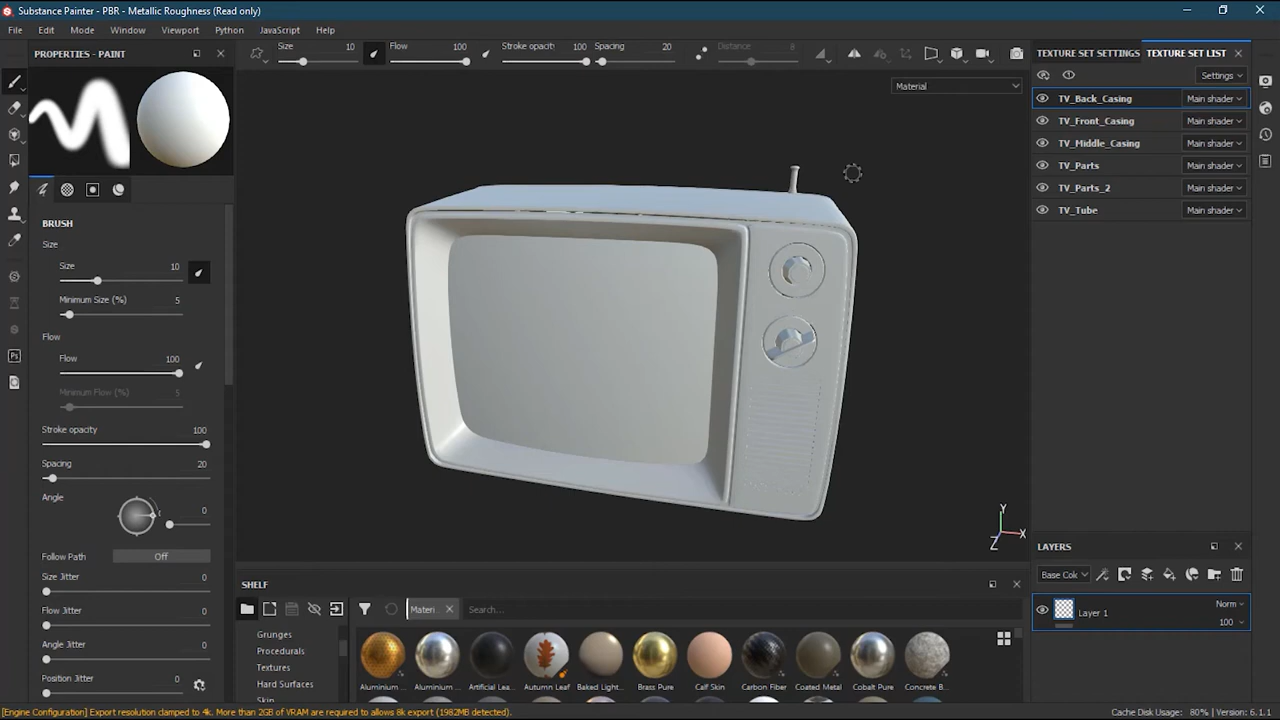 Substance Painter - PBR - Metallic Roughness (Read only)
File Edit Mode Window Viewport Python JavaScript Help
PROPERTIES - PAINT
Size 10 Flow 100 Stroke opacity 100 Spacing 20 Distance 8
TEXTURE SET SETTINGS TEXTURE SET LIST
Settings
Material
TV_Back_Casing Main shader
TV_Front_Casing Main shader
TV_Middle_Casing Main shader
TV_Parts Main shader
TV_Parts_2 Main shader
TV_Tube Main shader
BRUSH
Size
Size 10
Minimum Size (%) 5
Flow
Flow 100
Minimum Flow (%) 5
Stroke opacity 100
Spacing 20
Angle 0
Follow Path Off
Size Jitter 0
Flow Jitter 0
Angle Jitter 0
Position Jitter 0
Ps
Y
X
Z
LAYERS
Base Col
Layer 1 Norm
100
SHELF
Materi Search...
Grunges
Procedurals
Textures
Hard Surfaces
Skin
Aluminium ... Aluminium ... Artificial Lea... Autumn Leaf Baked Light... Brass Pure Calf Skin Carbon Fiber Coated Metal Cobalt Pure Concrete B...
[Engine Configuration] Export resolution clamped to 4k. More than 2GB of VRAM are required to allows 8k export (1982MB detected).
Cache Disk Usage: 80% | Version: 6.1.1